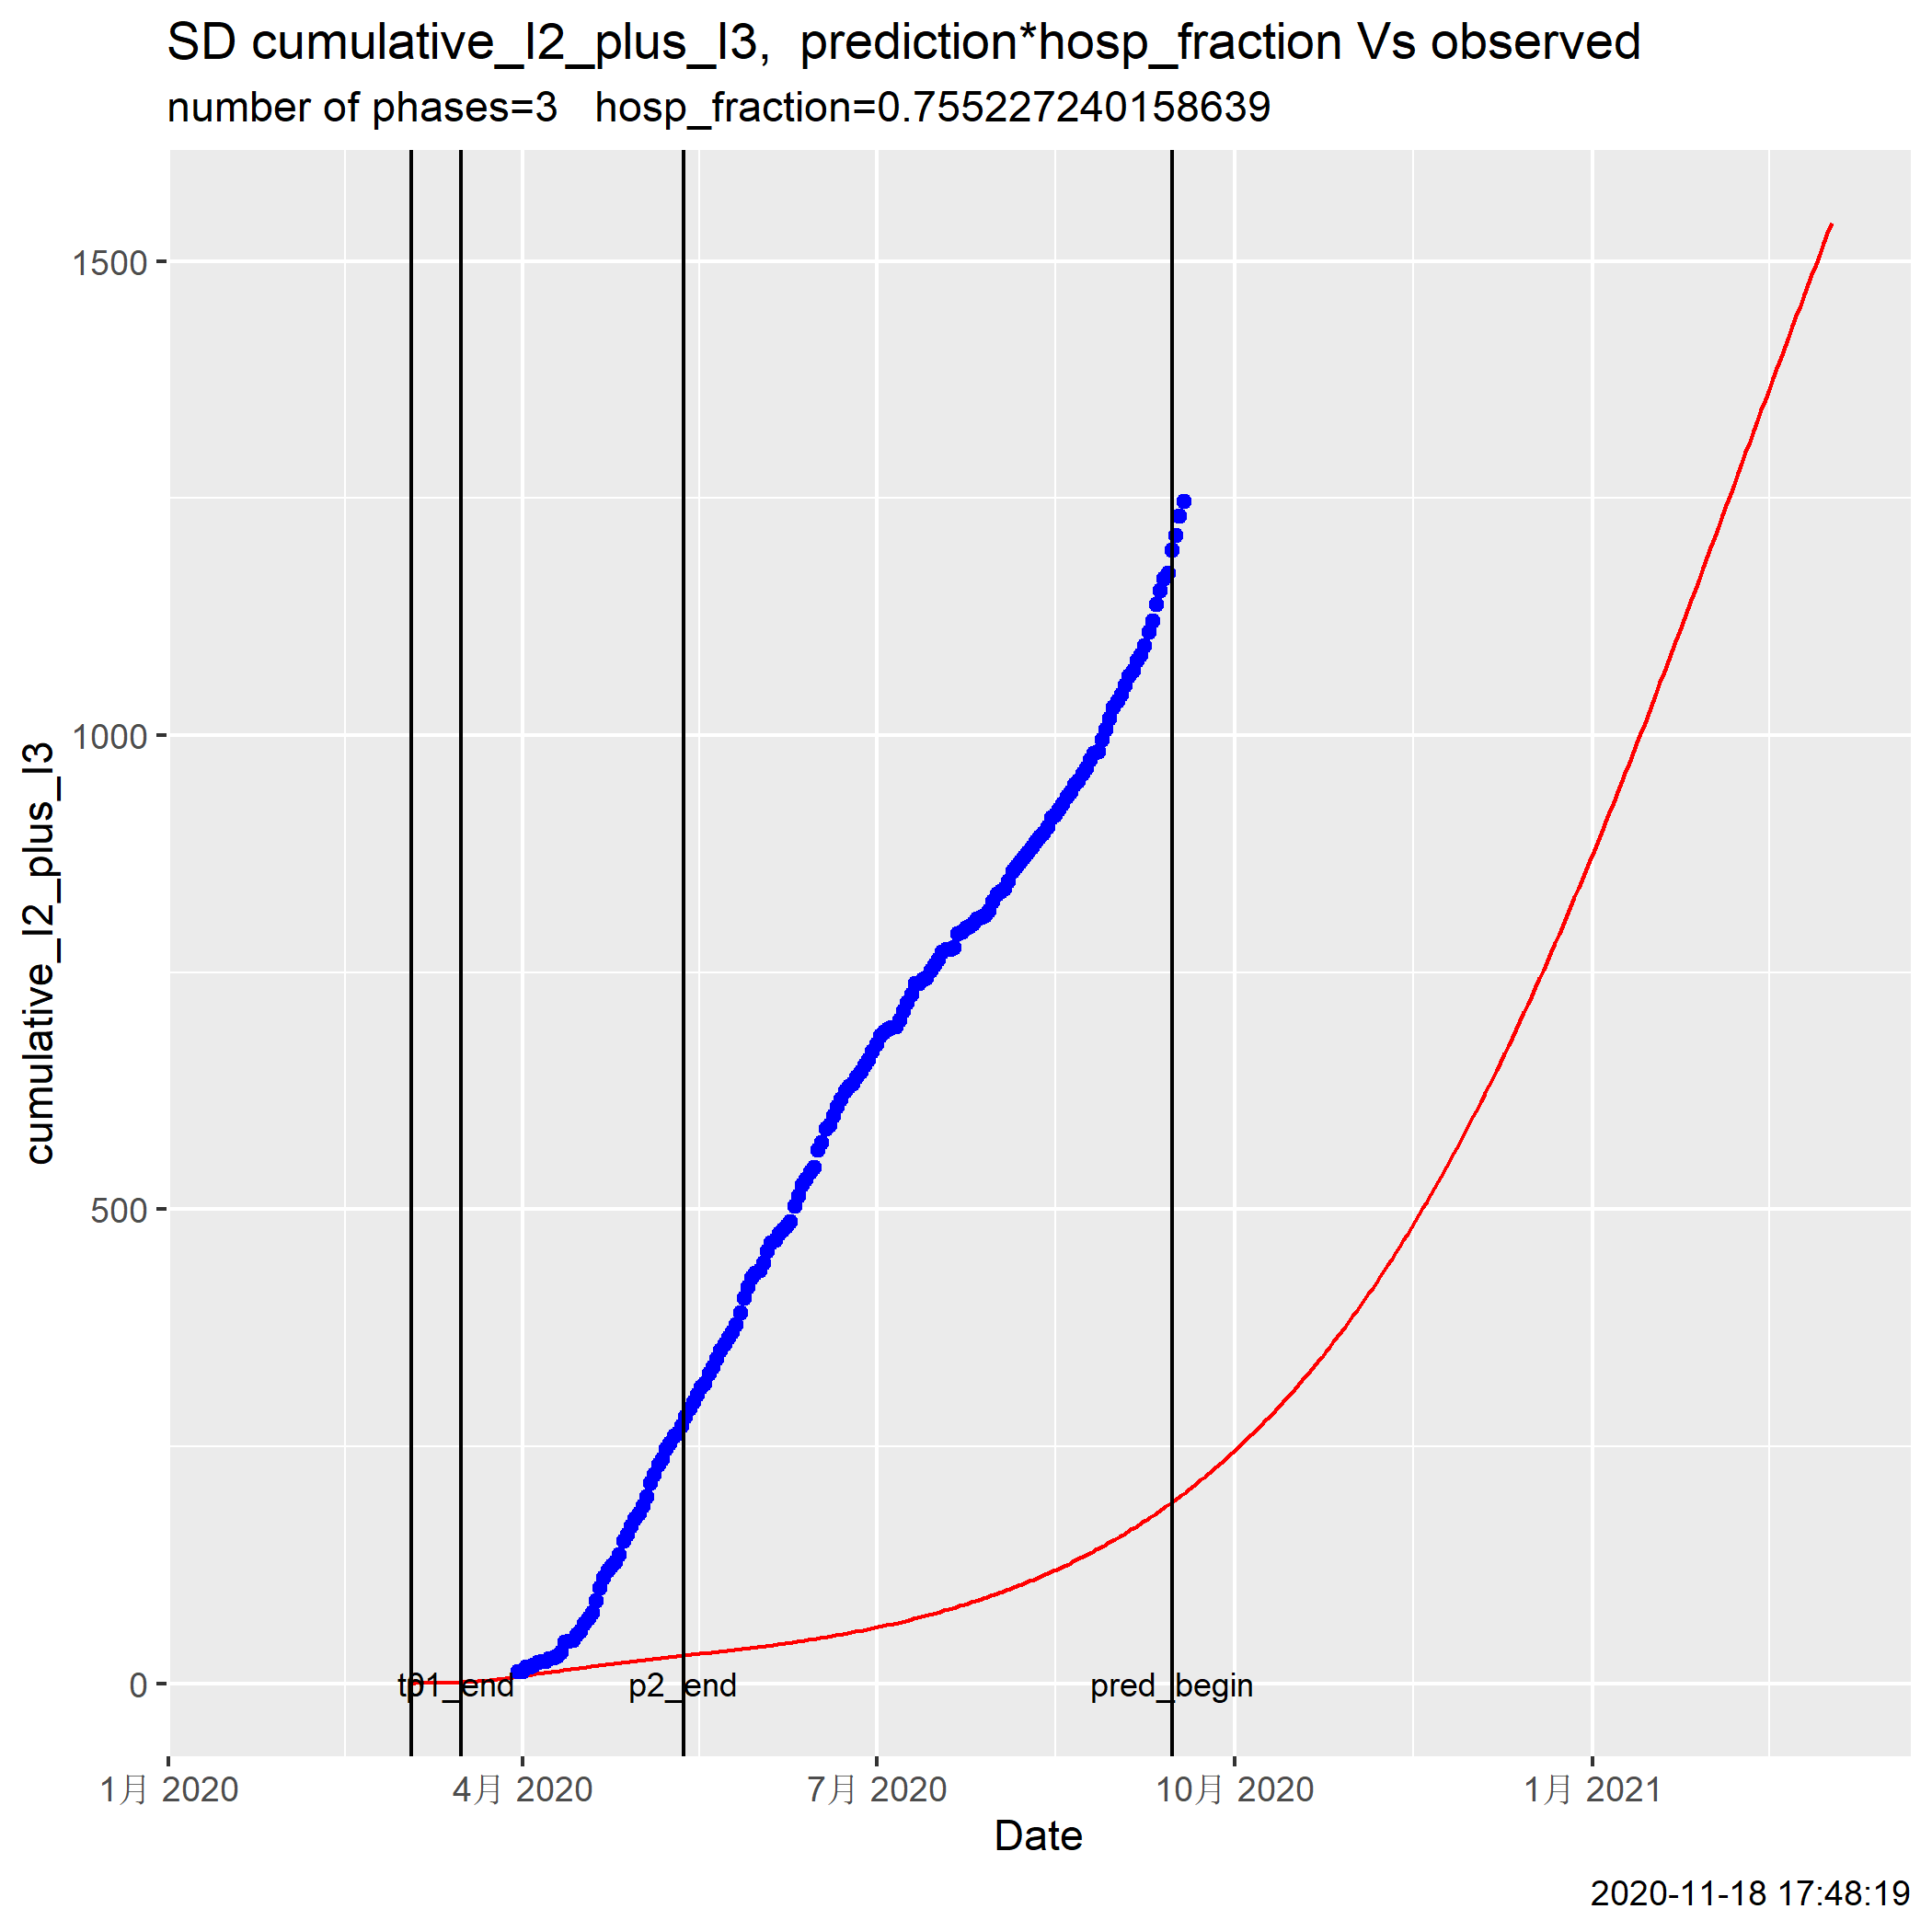 SD cumulative_I2_plus_I3,  prediction*hosp_fraction Vs observed
number of phases=3   hosp_fraction=0.755227240158639
cumulative_I2_plus_I3
1500
1000
500
0
p1_end
p2_end
pred_begin
1月 2020
4月 2020
7月 2020
10月 2020
1月 2021
Date
2020-11-18 17:48:19